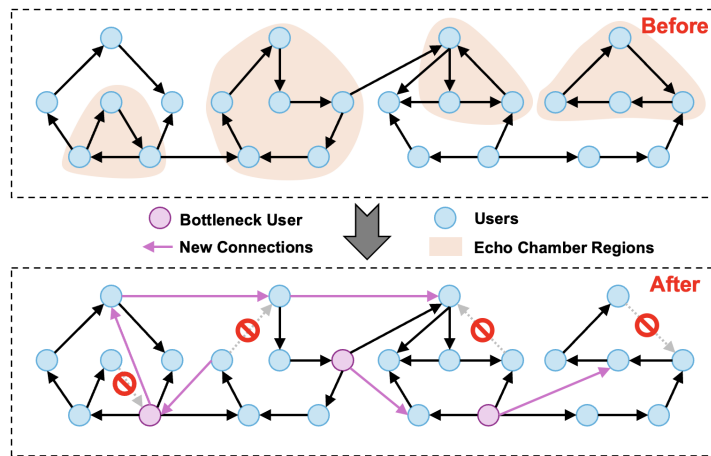 Before
Bottleneck User
Users
New Connections
Echo Chamber Regions
After